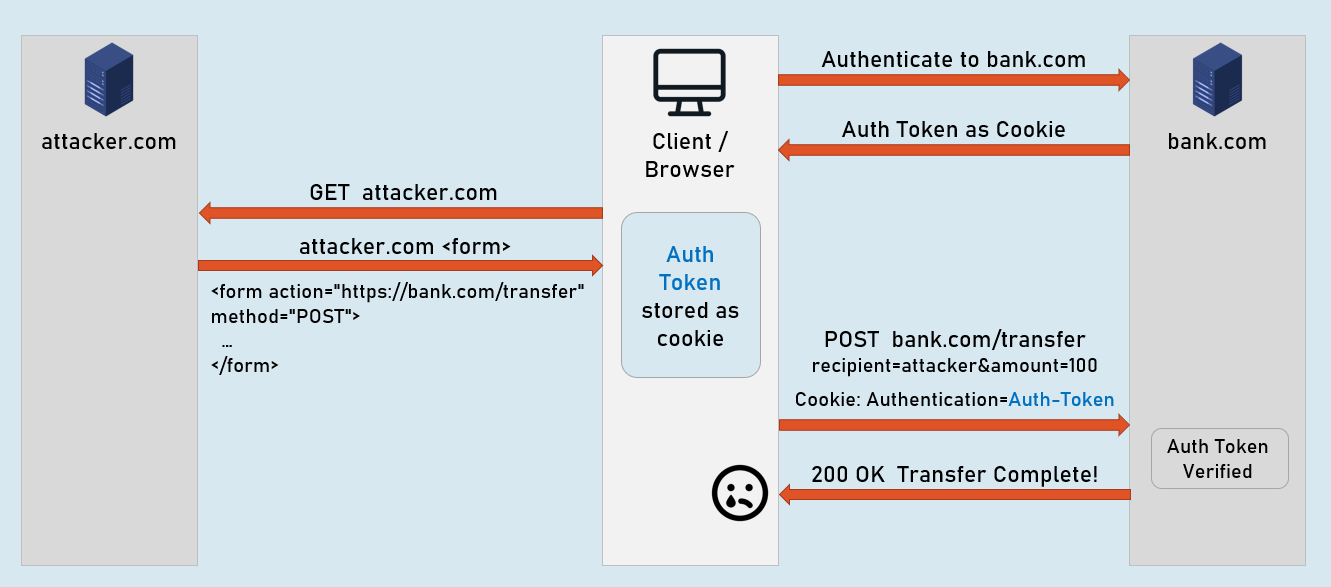 attacker.com
Client /
Browser
bank.com
Authenticate to bank.com
Auth Token as Cookie
GET attacker.com
attacker.com <form>
<form action="https://bank.com/transfer"
method="POST">
...
</form>
Auth
Token
stored as
cookie
POST bank.com/transfer
recipient=attacker&amount=100
Cookie: Authentication=Auth-Token
Auth Token
Verified
200 OK Transfer Complete!